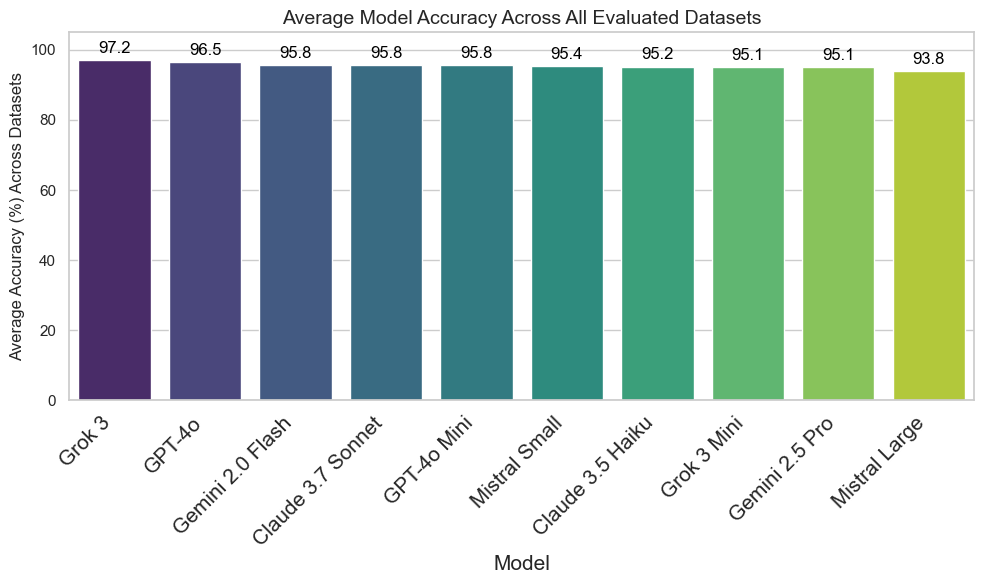 Average Model Accuracy Across All Evaluated Datasets
Average Accuracy (%) Across Datasets
100
80
60
40
20
0
97.2
96.5
95.8
95.8
95.8
95.4
95.2
95.1
95.1
93.8
Grok 3
GPT-4o
Gemini 2.0 Flash
Claude 3.7 Sonnet
GPT-4o Mini
Mistral Small
Claude 3.5 Haiku
Grok 3 Mini
Gemini 2.5 Pro
Mistral Large
Model